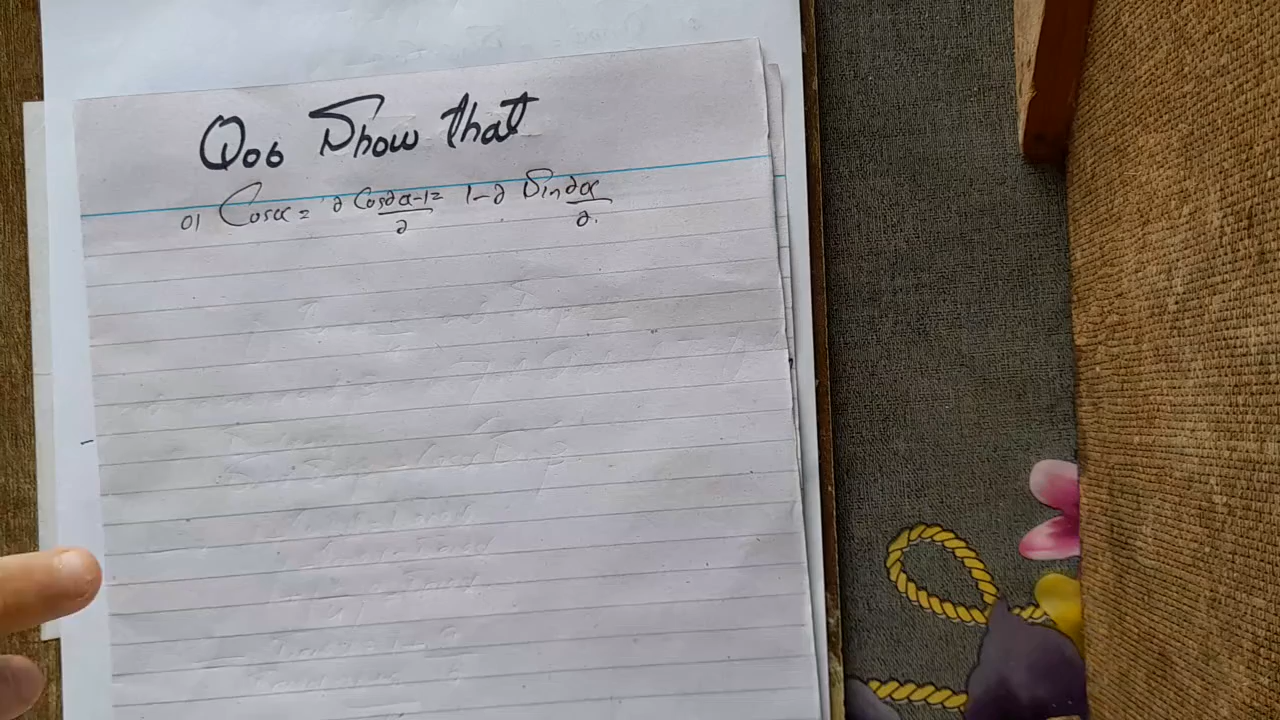 Q06 Show that
01 Cosα = 2 Cos2α-1 = 1-2 Sin2α
2 2.